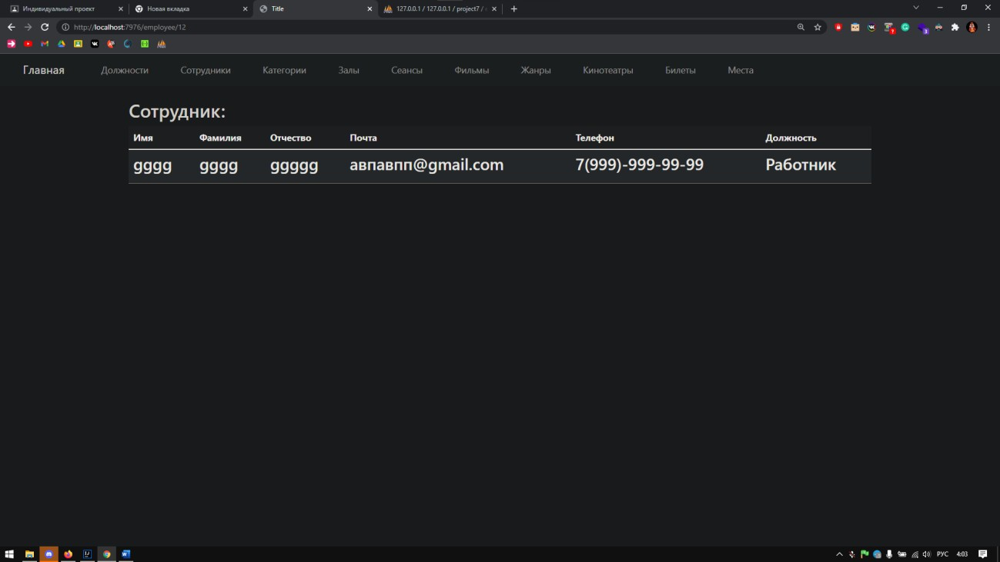 Индивидуальный проект
Новая вкладка
Title
127.0.0.1 / 127.0.0.1 / project7 /
http://localhost:7976/employee/12
Главная Должности Сотрудники Категории Залы Сеансы Фильмы Жанры Кинотеатры Билеты Места
Сотрудник:
Имя Фамилия Отчество Почта Телефон Должность
gggg gggg ggggg авпавпп@gmail.com 7(999)-999-99-99 Работник
РУС 4:03